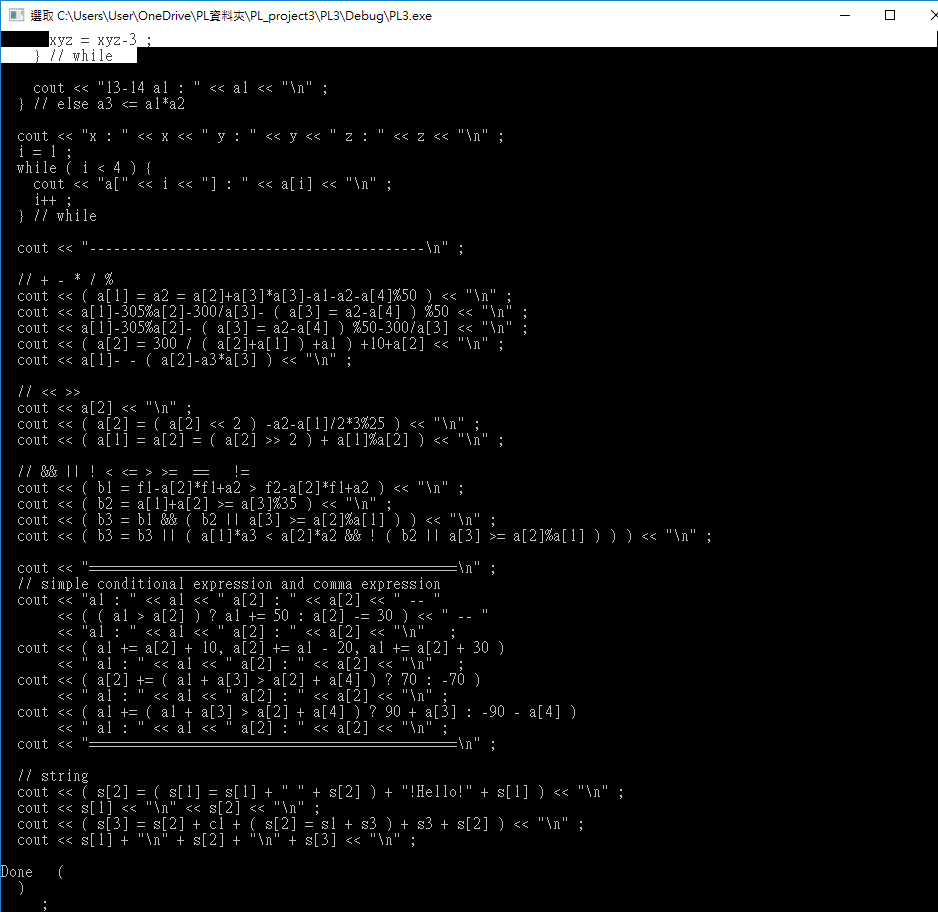 選取 C:\Users\User\OneDrive\PL資料夾\PL_project3\PL3\Debug\PL3.exe
xyz = xyz-3 ;
} // while
cout << "13-14 a1 : " << a1 << "\n" ;
} // else a3 <= a1*a2
cout << "x : " << x << " y : " << y << " z : " << z << "\n" ;
i = 1 ;
while ( i < 4 ) {
cout << "a[" << i << "] : " << a[i] << "\n" ;
i++ ;
} // while
cout << "------------------------------------------\n" ;
// + - * / %
cout << ( a[1] = a2 = a[2]+a[3]*a[3]-a1-a2-a[4]%50 ) << "\n" ;
cout << a[1]-305%a[2]-300/a[3]- ( a[3] = a2-a[4] ) %50 << "\n" ;
cout << a[1]-305%a[2]- ( a[3] = a2-a[4] ) %50-300/a[3] << "\n" ;
cout << ( a[2] = 300 / ( a[2]+a[1] ) +a1 ) +10+a[2] << "\n" ;
cout << a[1]- - ( a[2]-a3*a[3] ) << "\n" ;
// << >>
cout << a[2] << "\n" ;
cout << ( a[2] = ( a[2] << 2 ) -a2-a[1]/2*3%25 ) << "\n" ;
cout << ( a[1] = a[2] = ( a[2] >> 2 ) + a[1]%a[2] ) << "\n" ;
// && || ! < <= > >= == !=
cout << ( b1 = f1-a[2]*f1+a2 > f2-a[2]*f1+a2 ) << "\n" ;
cout << ( b2 = a[1]+a[2] >= a[3]%35 ) << "\n" ;
cout << ( b3 = b1 && ( b2 || a[3] >= a[2]%a[1] ) ) << "\n" ;
cout << ( b3 = b3 || ( a[1]*a3 < a[2]*a2 && ! ( b2 || a[3] >= a[2]%a[1] ) ) ) << "\n" ;
cout << "==============================================\n" ;
// simple conditional expression and comma expression
cout << "a1 : " << a1 << " a[2] : " << a[2] << " -- "
<< ( ( a1 > a[2] ) ? a1 += 50 : a[2] -= 30 ) << " -- "
<< "a1 : " << a1 << " a[2] : " << a[2] << "\n" ;
cout << ( a1 += a[2] + 10, a[2] += a1 - 20, a1 += a[2] + 30 )
<< " a1 : " << a1 << " a[2] : " << a[2] << "\n" ;
cout << ( a[2] += ( a1 + a[3] > a[2] + a[4] ) ? 70 : -70 )
<< " a1 : " << a1 << " a[2] : " << a[2] << "\n" ;
cout << ( a1 += ( a1 + a[3] > a[2] + a[4] ) ? 90 + a[3] : -90 - a[4] )
<< " a1 : " << a1 << " a[2] : " << a[2] << "\n" ;
cout << "==============================================\n" ;
// string
cout << ( s[2] = ( s[1] = s[1] + " " + s[2] ) + "!Hello!" + s[1] ) << "\n" ;
cout << s[1] << "\n" << s[2] << "\n" ;
cout << ( s[3] = s[2] + c1 + ( s[2] = s1 + s3 ) + s3 + s[2] ) << "\n" ;
cout << s[1] + "\n" + s[2] + "\n" + s[3] << "\n" ;
Done (
)
;